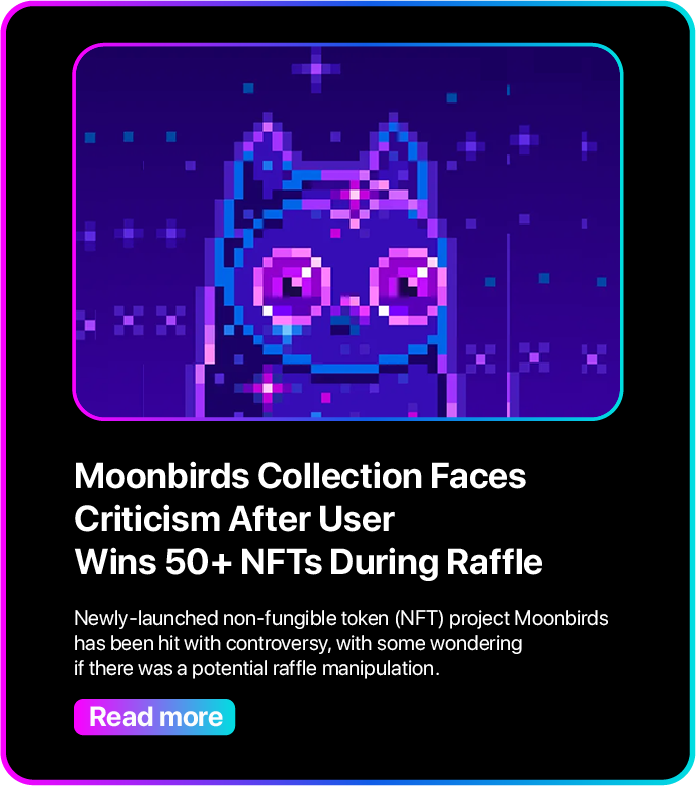 Moonbirds Collection Faces
Criticism After User
Wins 50+ NFTs During Raffle
Newly-launched non-fungible token (NFT) project Moonbirds
has been hit with controversy, with some wondering
if there was a potential raffle manipulation.
Read more